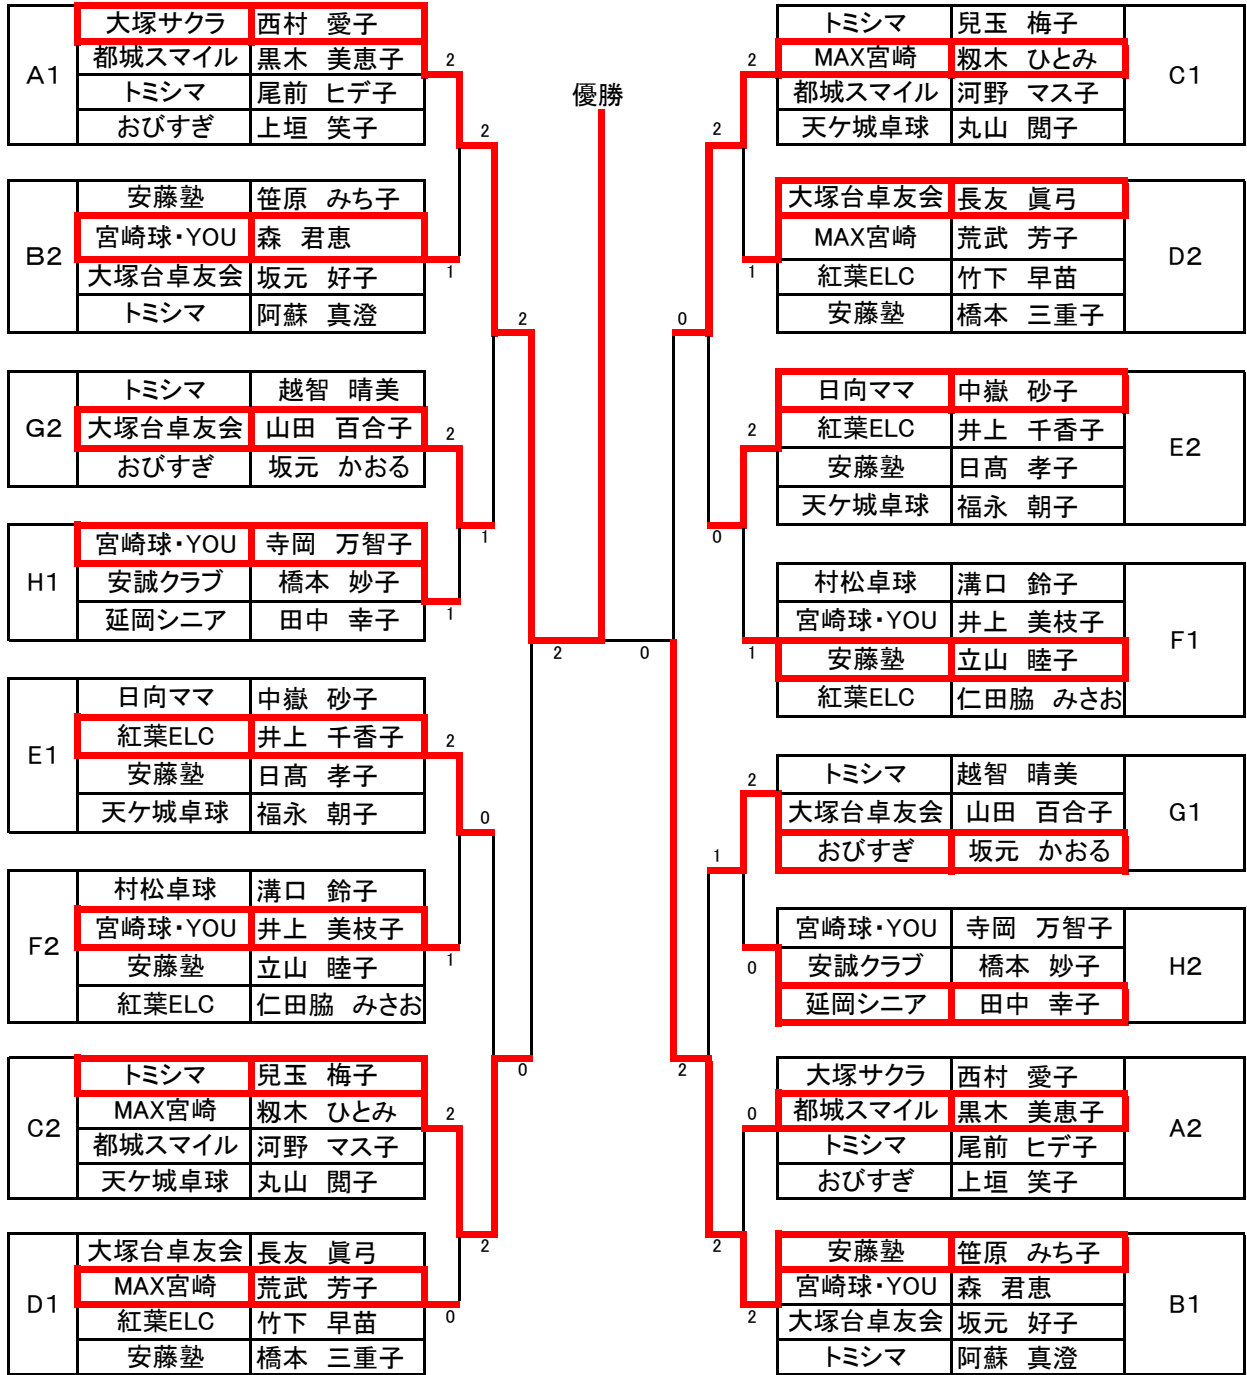 優勝
A1
大塚サクラ 西村 愛子
都城スマイル 黒木 美恵子 2
トミシマ 尾前 ヒデ子
おびすぎ 上垣 笑子
2
B2
安藤塾 笹原 みち子
宮崎球・YOU 森 君恵
大塚台卓友会 坂元 好子 1
トミシマ 阿蘇 真澄
2
G2
トミシマ 越智 晴美
大塚台卓友会 山田 百合子 2
おびすぎ 坂元 かおる
1
H1
宮崎球・YOU 寺岡 万智子
安誠クラブ 橋本 妙子
延岡シニア 田中 幸子 1
2 0
E1
日向ママ 中嶽 砂子
紅葉ELC 井上 千香子 2
安藤塾 日髙 孝子
天ケ城卓球 福永 朝子
0
F2
村松卓球 溝口 鈴子
宮崎球・YOU 井上 美枝子
安藤塾 立山 睦子 1
紅葉ELC 仁田脇 みさお
0
C2
トミシマ 兒玉 梅子
MAX宮崎 籾木 ひとみ 2
都城スマイル 河野 マス子
天ケ城卓球 丸山 閲子
2
D1
大塚台卓友会 長友 眞弓
MAX宮崎 荒武 芳子
紅葉ELC 竹下 早苗 0
安藤塾 橋本 三重子
C1
トミシマ 兒玉 梅子
2 MAX宮崎 籾木 ひとみ
都城スマイル 河野 マス子
天ケ城卓球 丸山 閲子
2
D2
大塚台卓友会 長友 眞弓
MAX宮崎 荒武 芳子
1 紅葉ELC 竹下 早苗
安藤塾 橋本 三重子
0
E2
日向ママ 中嶽 砂子
2 紅葉ELC 井上 千香子
安藤塾 日髙 孝子
天ケ城卓球 福永 朝子
0
F1
村松卓球 溝口 鈴子
宮崎球・YOU 井上 美枝子
1 安藤塾 立山 睦子
紅葉ELC 仁田脇 みさお
G1
2 トミシマ 越智 晴美
大塚台卓友会 山田 百合子
おびすぎ 坂元 かおる
1
H2
宮崎球・YOU 寺岡 万智子
0 安誠クラブ 橋本 妙子
延岡シニア 田中 幸子
2
A2
大塚サクラ 西村 愛子
0 都城スマイル 黒木 美恵子
トミシマ 尾前 ヒデ子
おびすぎ 上垣 笑子
2
B1
安藤塾 笹原 みち子
宮崎球・YOU 森 君恵
2 大塚台卓友会 坂元 好子
トミシマ 阿蘇 真澄